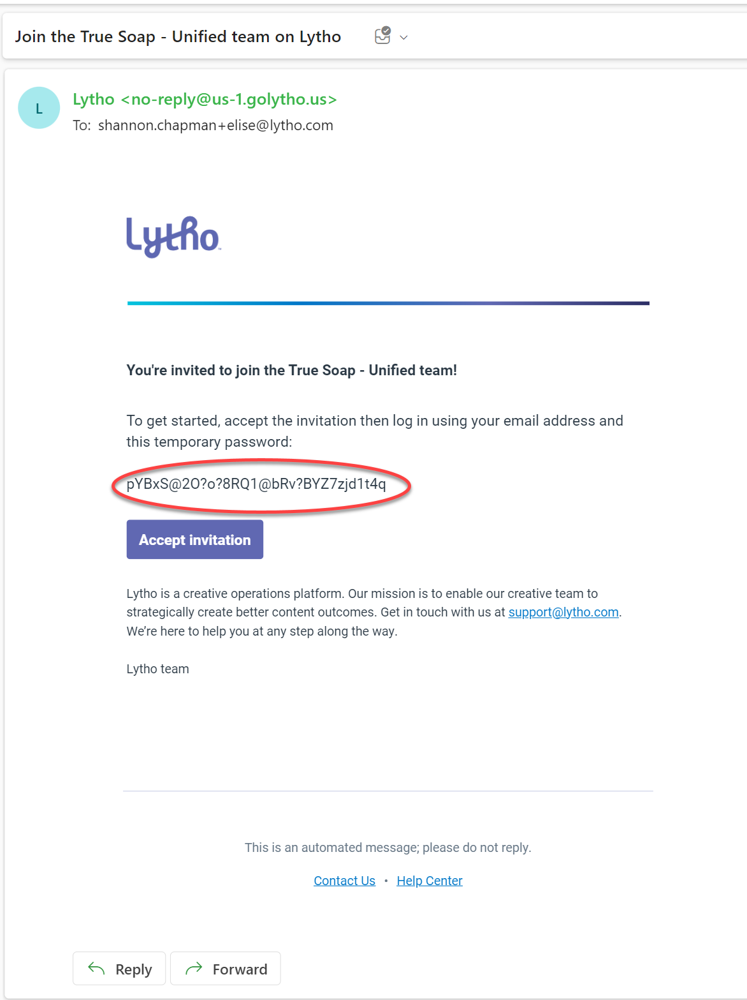 Join the True Soap - Unified team on Lytho
L
Lytho <no-reply@us-1.golytho.us>
To: shannon.chapman+elise@lytho.com
Lytho
You're invited to join the True Soap - Unified team!
To get started, accept the invitation then log in using your email address and
this temporary password:
pYBxS@2O?o?8RQ1@bRv?BYZ7zjd1t4q
Accept invitation
Lytho is a creative operations platform. Our mission is to enable our creative team to
strategically create better content outcomes. Get in touch with us at support@lytho.com.
We’re here to help you at any step along the way.
Lytho team
This is an automated message; please do not reply.
Contact Us • Help Center
Reply
Forward